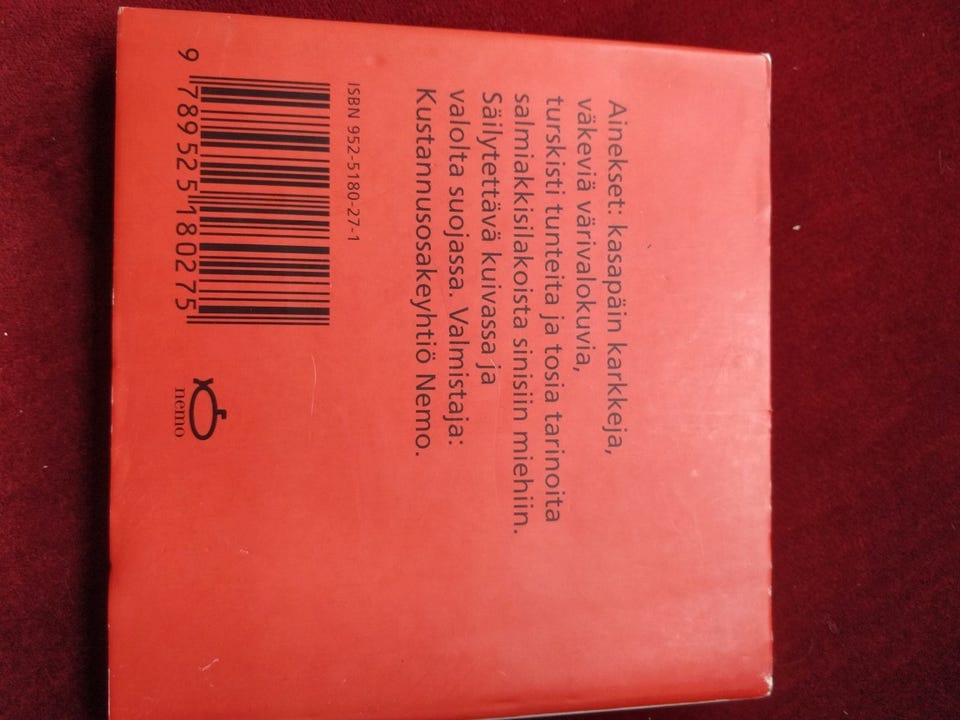 Ainekset: kasapäin karkkeja,
väkeviä värivalokuvia,
turskisti tunteita ja tosia tarinoita
salmiakkisilakoista sinisiin miehiin.
Säilytettävä kuivassa ja
valolta suojassa. Valmistaja:
Kustannusosakeyhtiö Nemo.
ISBN 952-5180-27-1
9 789525 180275
nemo